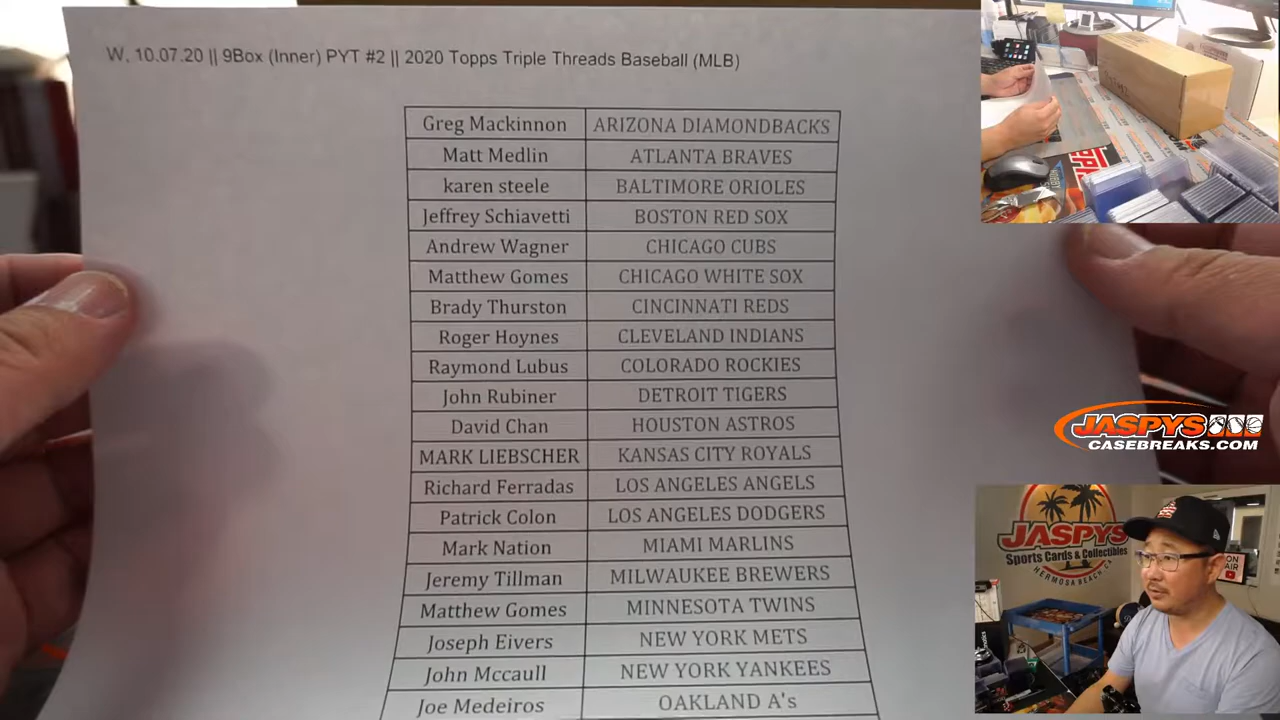 W, 10.07.20 || 9Box (Inner) PYT #2 || 2020 Topps Triple Threads Baseball (MLB)
Greg Mackinnon ARIZONA DIAMONDBACKS
Matt Medlin ATLANTA BRAVES
karen steele BALTIMORE ORIOLES
Jeffrey Schiavetti BOSTON RED SOX
Andrew Wagner CHICAGO CUBS
Matthew Gomes CHICAGO WHITE SOX
Brady Thurston CINCINNATI REDS
Roger Hoynes CLEVELAND INDIANS
Raymond Lubus COLORADO ROCKIES
John Rubiner DETROIT TIGERS
David Chan HOUSTON ASTROS
MARK LIEBSCHER KANSAS CITY ROYALS
Richard Ferradas LOS ANGELES ANGELS
Patrick Colon LOS ANGELES DODGERS
Mark Nation MIAMI MARLINS
Jeremy Tillman MILWAUKEE BREWERS
Matthew Gomes MINNESOTA TWINS
Joseph Eivers NEW YORK METS
John Mccaull NEW YORK YANKEES
Joe Medeiros OAKLAND A's
JASPYS
CASEBREAKS.COM
JASPYS
Sports Cards & Collectibles
HERMOSA BEACH, CA
ON AIR